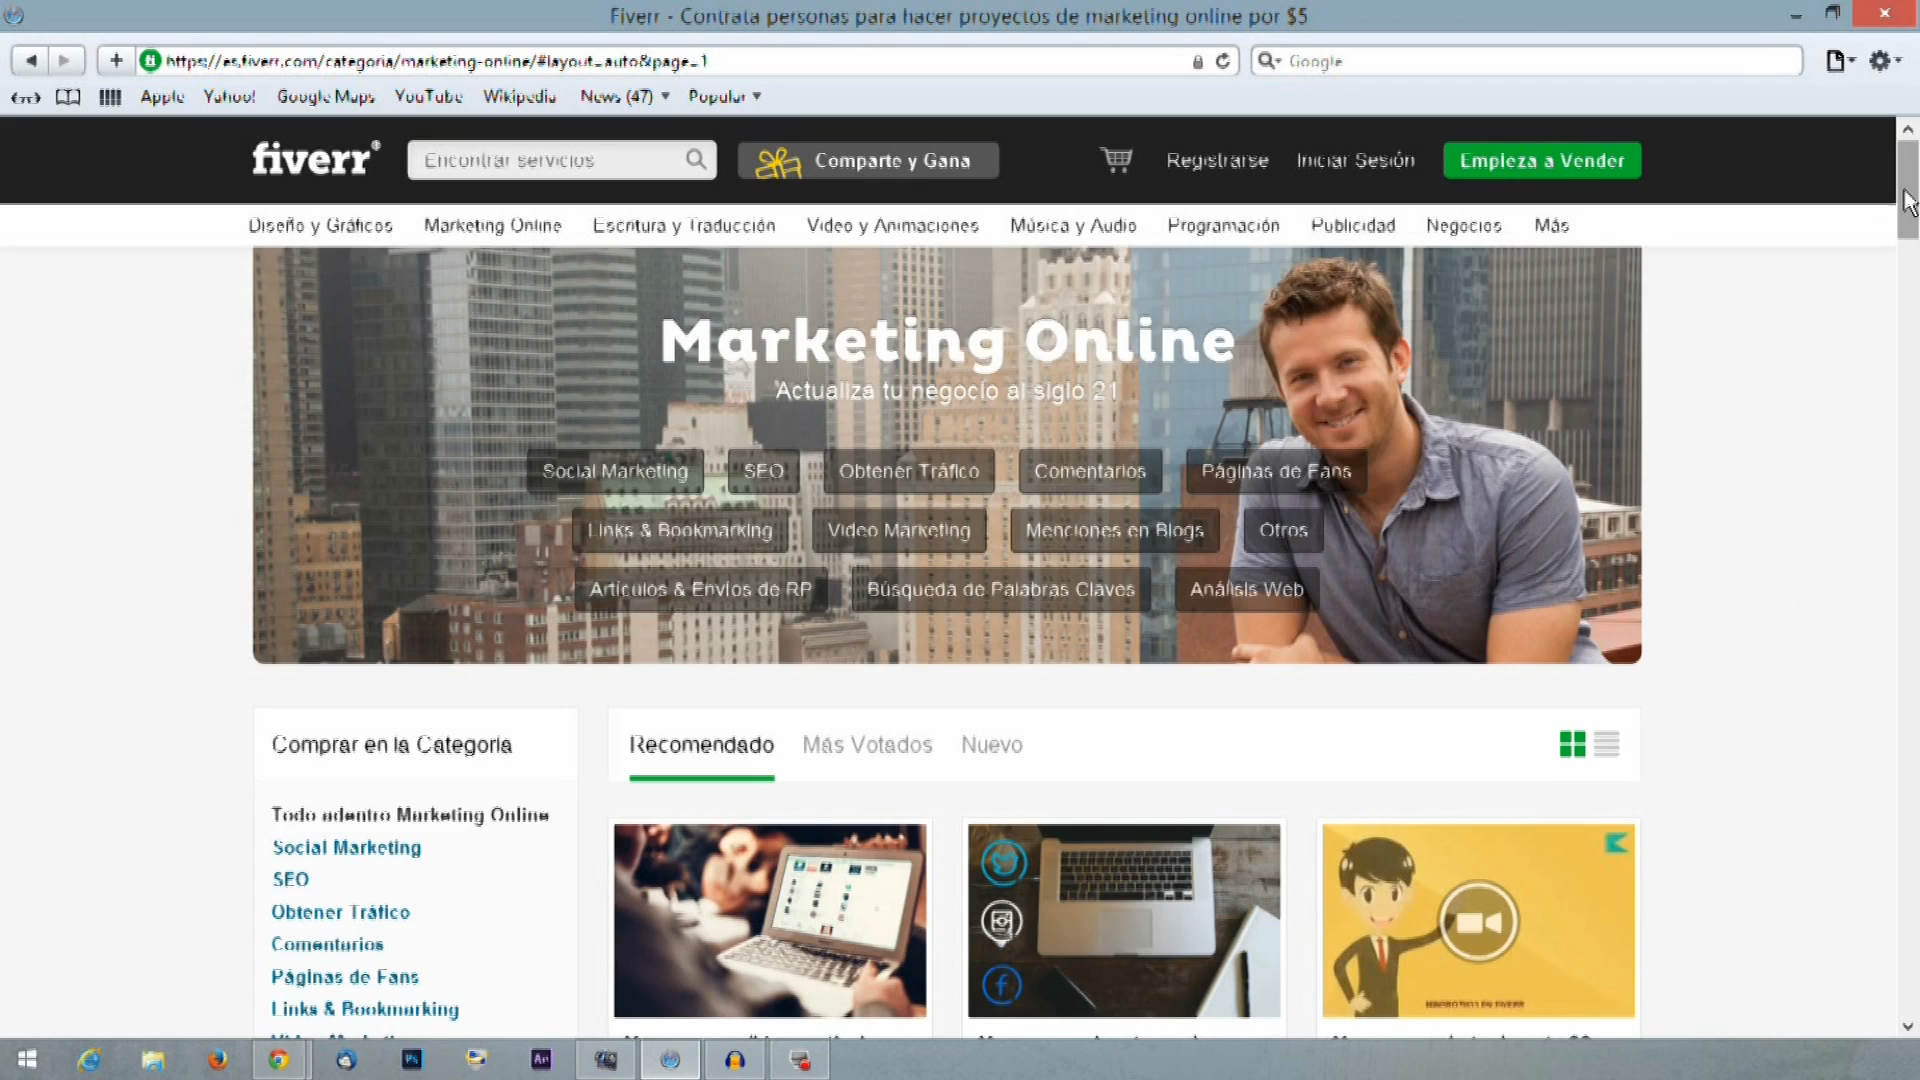 Fiverr - Contrata personas para hacer proyectos de marketing online por $5
https://es.fiverr.com/categoria/marketing-online/#layout=auto&page=1
Google
Apple Yahoo! Google Maps YouTube Wikipedia News (47) Popular
fiverr®
Encontrar servicios
Comparte y Gana
Registrarse Iniciar Sesión Empieza a Vender
Diseño y Gráficos Marketing Online Escritura y Traducción Video y Animaciones Música y Audio Programación Publicidad Negocios Más
Marketing Online
Actualiza tu negocio al siglo 21
Social Marketing SEO Obtener Tráfico Comentarios Páginas de Fans
Links & Bookmarking Video Marketing Menciones en Blogs Otros
Artículos & Envíos de RP Búsqueda de Palabras Claves Análisis Web
Comprar en la Categoría
Recomendado Más Votados Nuevo
Todo adentro Marketing Online
Social Marketing
SEO
Obtener Tráfico
Comentarios
Páginas de Fans
Links & Bookmarking
Ps
Ae